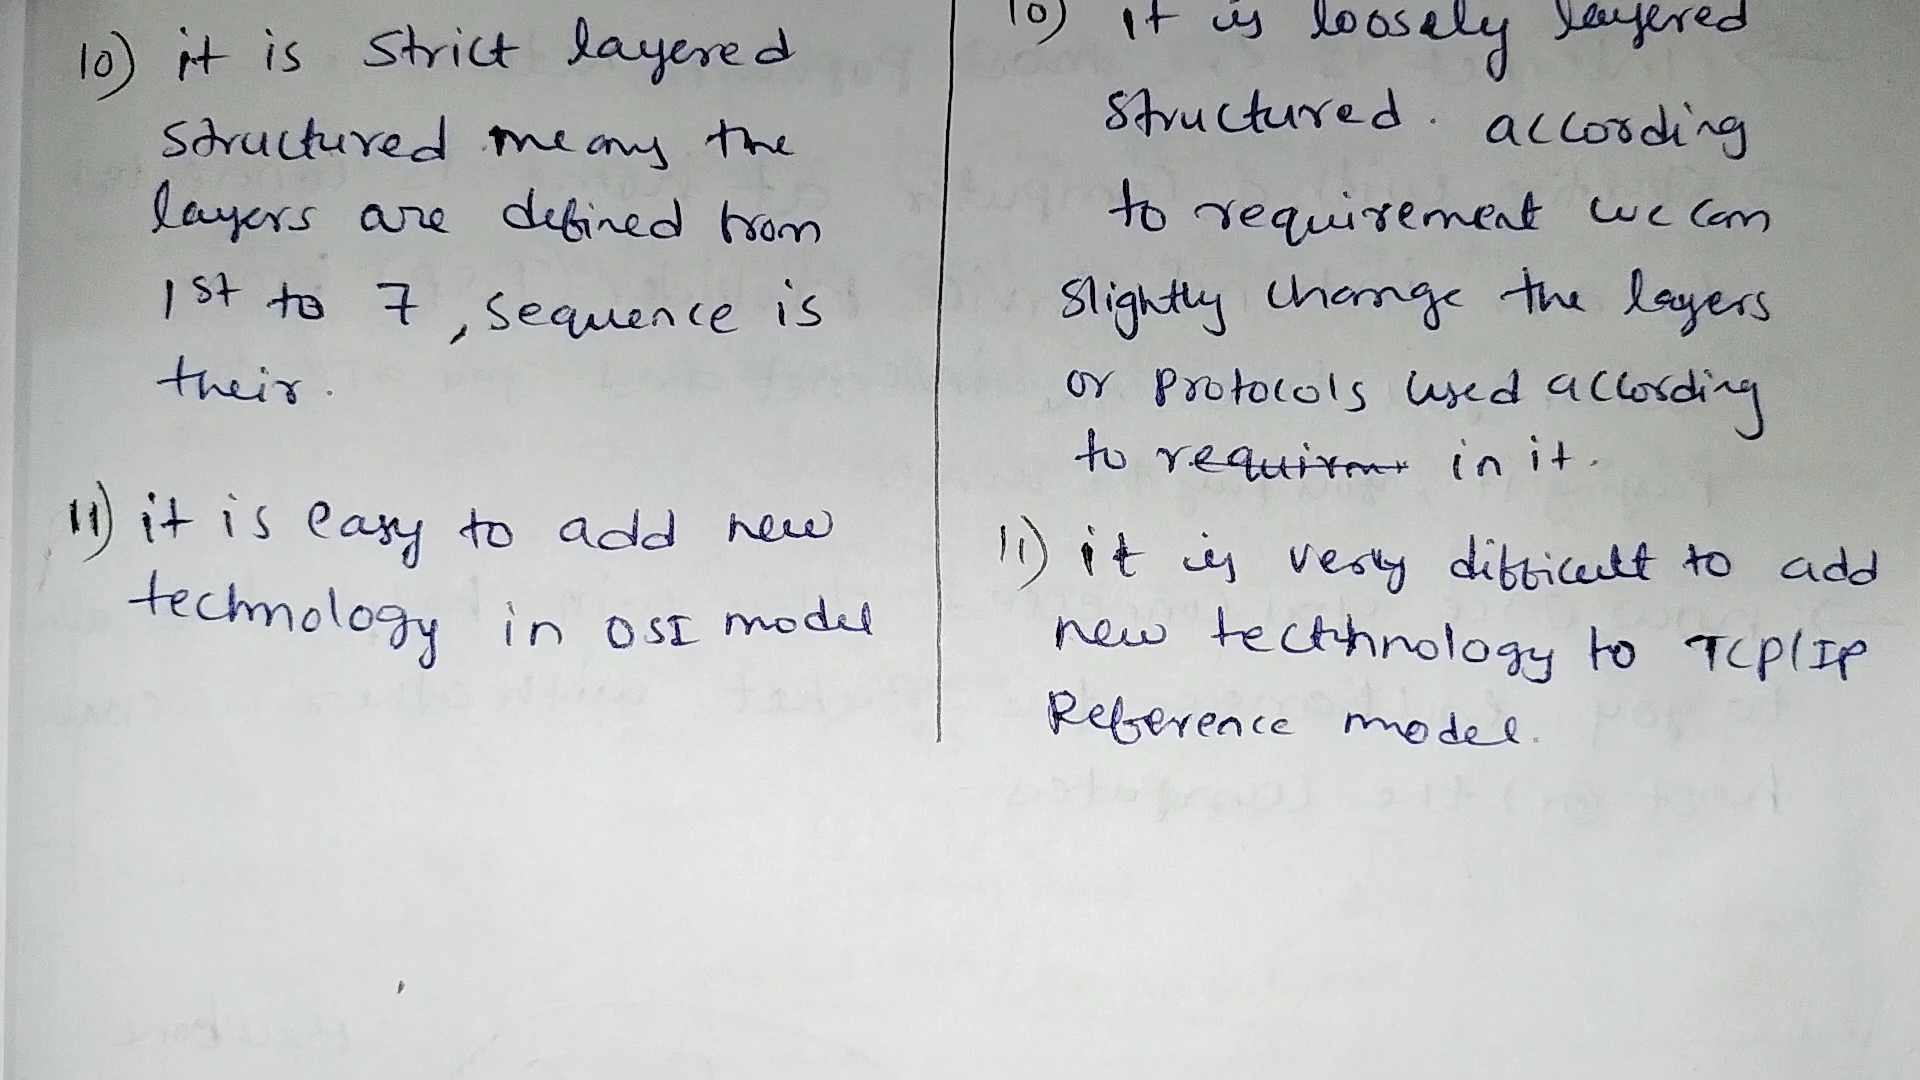 10) it is strict layered
structured means the
layers are defined from
1st to 7, sequence is
their.
11) it is easy to add new
technology in OSI model
10) it is loosely layered
structured. according
to requirement we can
slightly change the layers
or protocols used according
to in it.
11) it is very difficult to add
new technology to TCP/IP
Reference model.